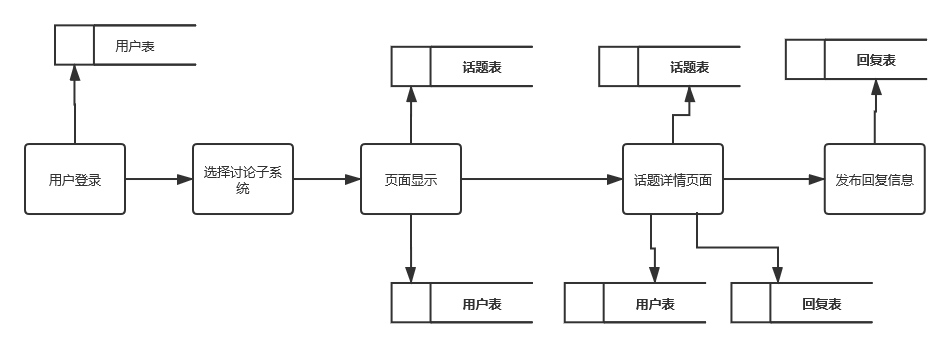 用户表
话题表
话题表
回复表
用户登录
选择讨论子系
统
页面显示
话题详情页面
发布回复信息
用户表
用户表
回复表